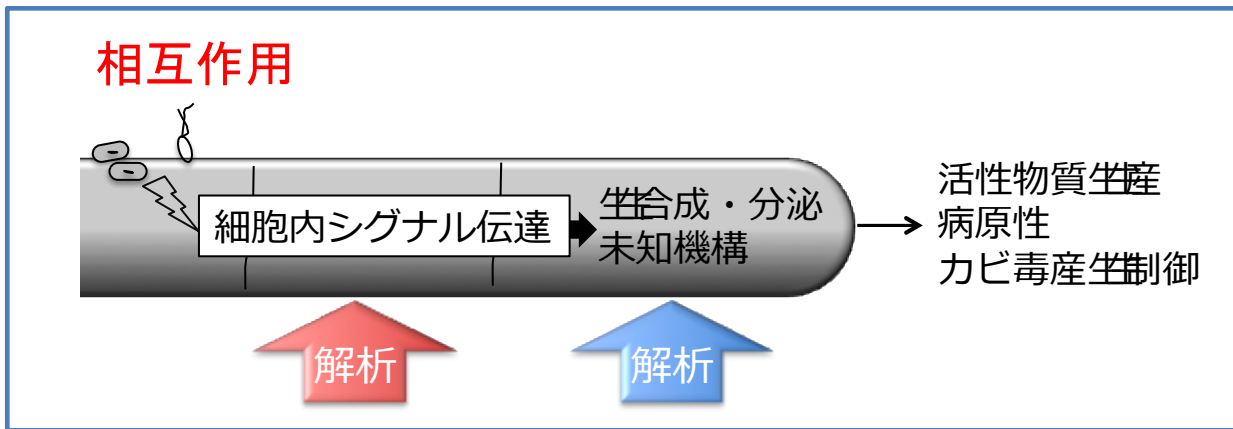 相互作用
細胞内シグナル伝達
生合成・分泌
未知機構
活性物質生産
病原性
カビ毒産生制御
解析
解析